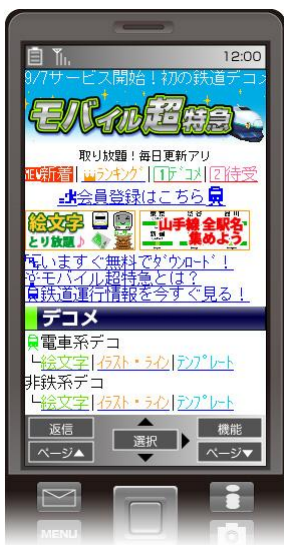 12:00
9/7サービス開始！初の鉄道デコメ
モバイル超特急
取り放題！毎日更新アリ
NEW新着|ランキング|1デコメ|2待受
会員登録はこちら
絵文字
とり放題♪
山手線 全駅名
集めよう
いますぐ無料でダウンロード！
モバイル超特急とは？
鉄道運行情報を今すぐ見る！
デコメ
電車系デコ
└絵文字|イラスト・ライン|テンプレート
非鉄系デコ
└絵文字|イラスト・ライン|テンプレート
返信 選択 機能
ページ▲ ページ▼
MENU